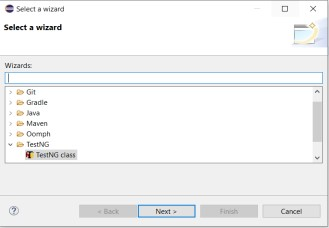 Select a wizard
Select a wizard
Wizards:
Git
Gradle
Java
Maven
Oomph
TestNG
TestNG class
?
< Back Next > Finish Cancel